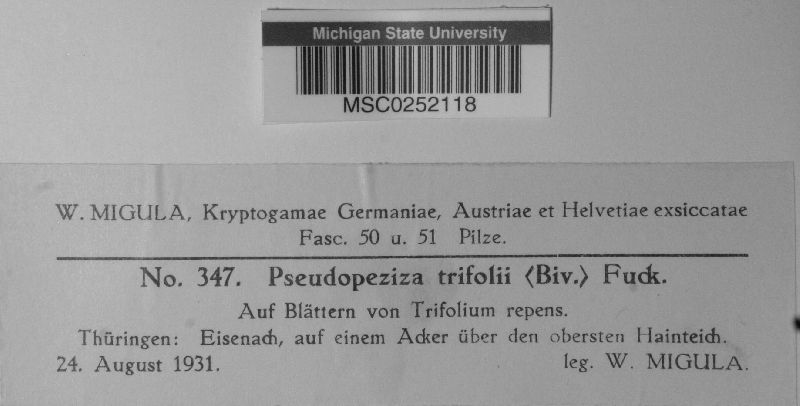 Michigan State University
MSC0252118
W. MIGULA, Kryptogamae Germaniae, Austriae et Helvetiae exsiccatae
Fasc. 50 u. 51 Pilze.
No. 347. Pseudopeziza trifolii (Biv.) Fuck.
Auf Blättern von Trifolium repens.
Thüringen: Eisenach, auf einem Acker über den obersten Hainteich.
24. August 1931. leg. W. MIGULA.